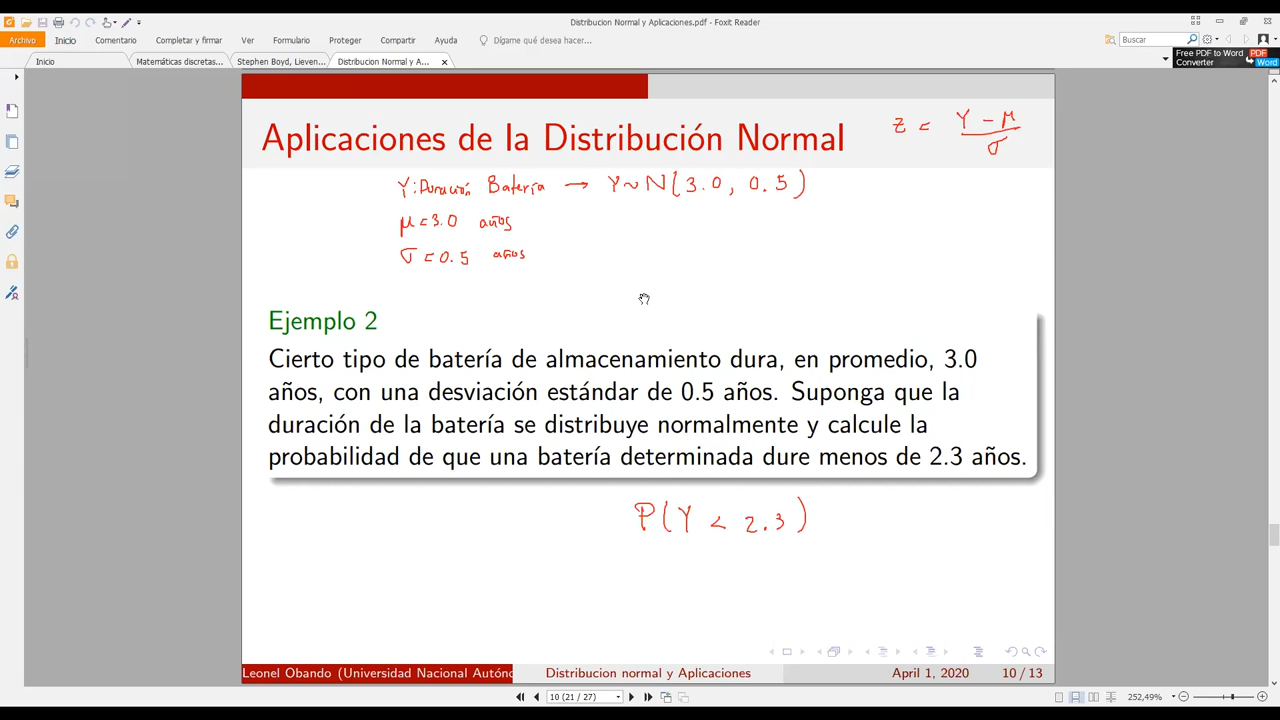 Distribucion Normal y Aplicaciones.pdf - Foxit Reader
Archivo Inicio Comentario Completar y firmar Ver Formulario Proteger Compartir Ayuda Dígame qué desea hacer... Buscar
Inicio Matemáticas discretas... Stephen Boyd, Lieven... Distribucion Normal y A...
Free PDF to Word Converter
PDF
Word
Aplicaciones de la Distribución Normal
z = Y - μ / σ
Y: Duración Batería → Y ~ N(3.0, 0.5)
μ = 3.0 años
σ = 0.5 años
Ejemplo 2
Cierto tipo de batería de almacenamiento dura, en promedio, 3.0
años, con una desviación estándar de 0.5 años. Suponga que la
duración de la batería se distribuye normalmente y calcule la
probabilidad de que una batería determinada dure menos de 2.3 años.
P(Y < 2.3)
Leonel Obando (Universidad Nacional Autónc Distribucion normal y Aplicaciones April 1, 2020 10 / 13
10 (21 / 27) 252,49%